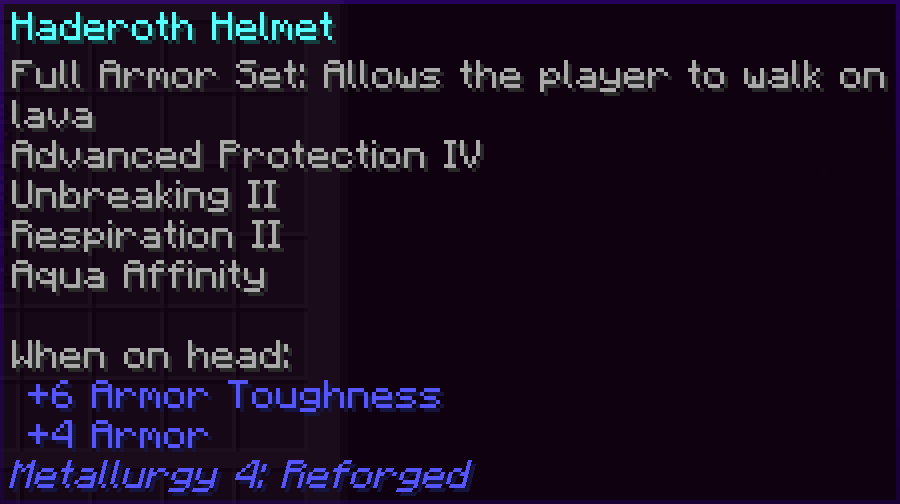 Haderoth Helmet
Full Armor Set: Allows the player to walk on
lava
Advanced Protection IV
Unbreaking II
Respiration II
Aqua Affinity
When on head:
+6 Armor Toughness
+4 Armor
Metallurgy 4: Reforged